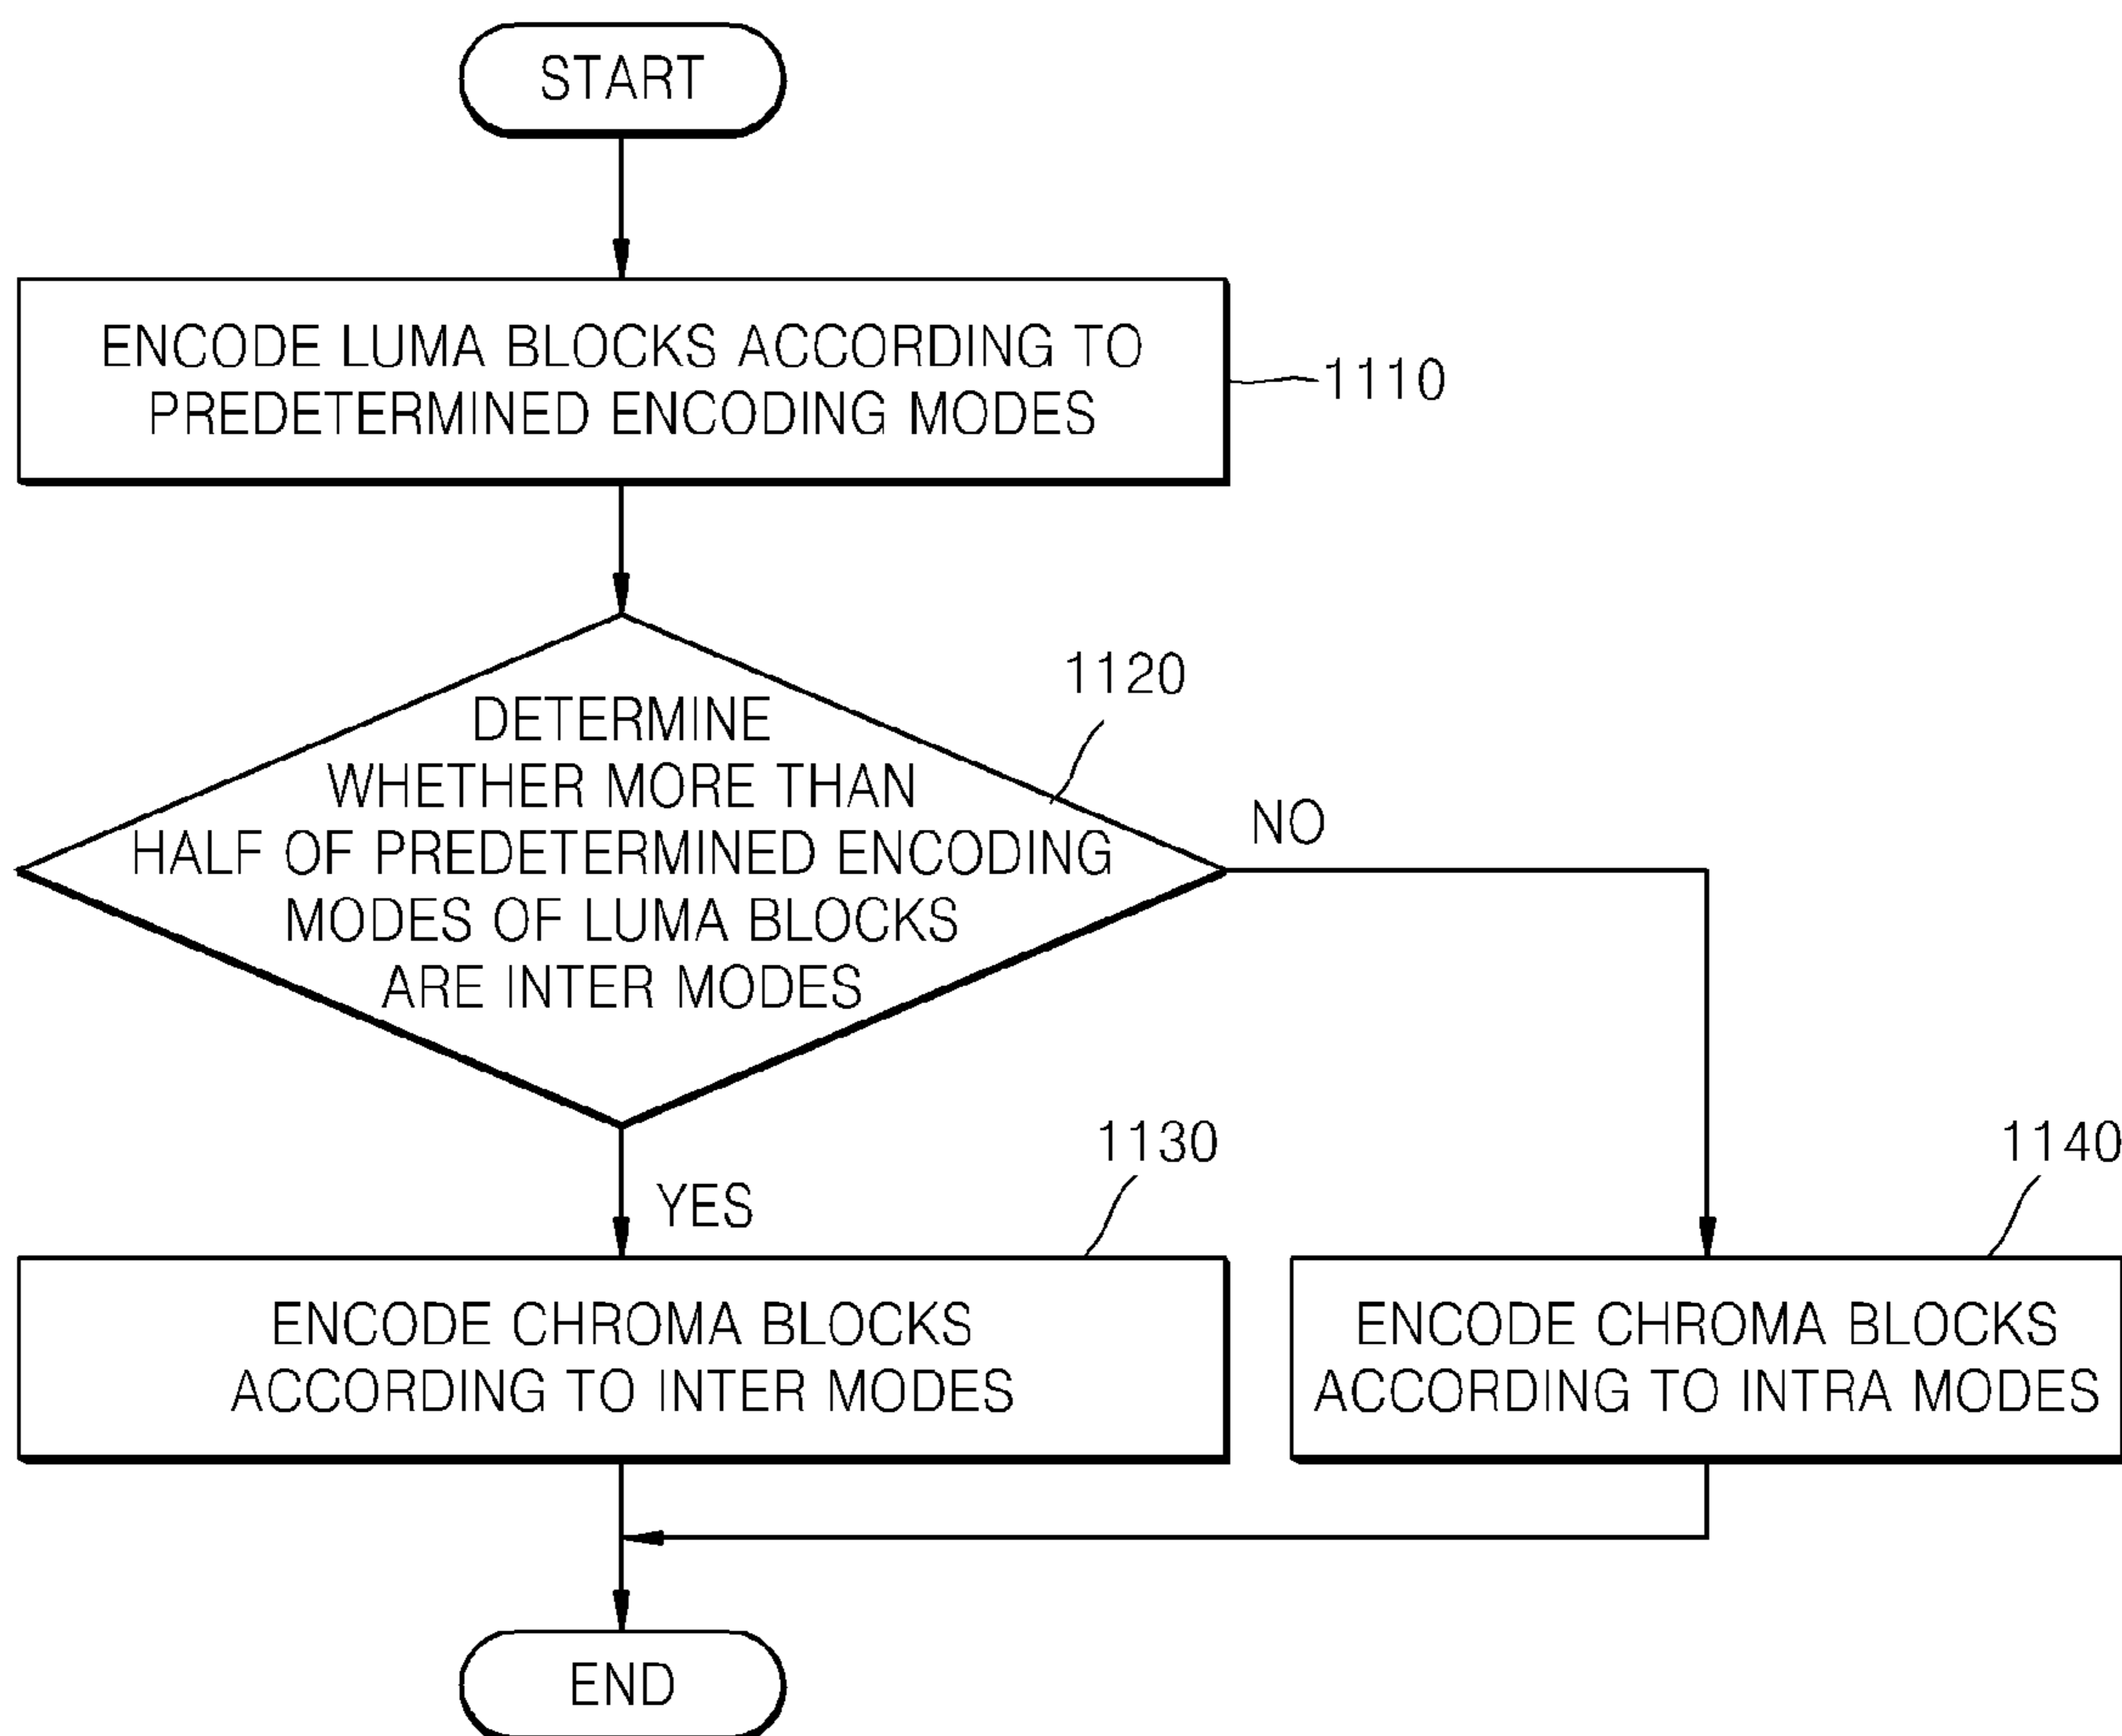 START
ENCODE LUMA BLOCKS ACCORDING TO
PREDETERMINED ENCODING MODES
1110
1120
DETERMINE
WHETHER MORE THAN
HALF OF PREDETERMINED ENCODING
MODES OF LUMA BLOCKS
ARE INTER MODES
NO
YES
1130
ENCODE CHROMA BLOCKS
ACCORDING TO INTER MODES
1140
ENCODE CHROMA BLOCKS
ACCORDING TO INTRA MODES
END